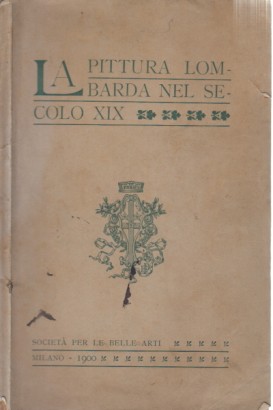 LA PITTURA LOM-
BARDA NEL SE-
COLO XIX
SOCIETÀ PER LE BELLE ARTI
MILANO - 1900